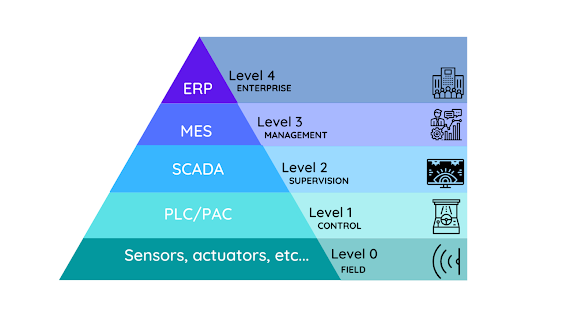 ERP
Level 4
ENTERPRISE
MES
Level 3
MANAGEMENT
SCADA
Level 2
SUPERVISION
PLC/PAC
Level 1
CONTROL
Sensors, actuators, etc...
Level 0
FIELD